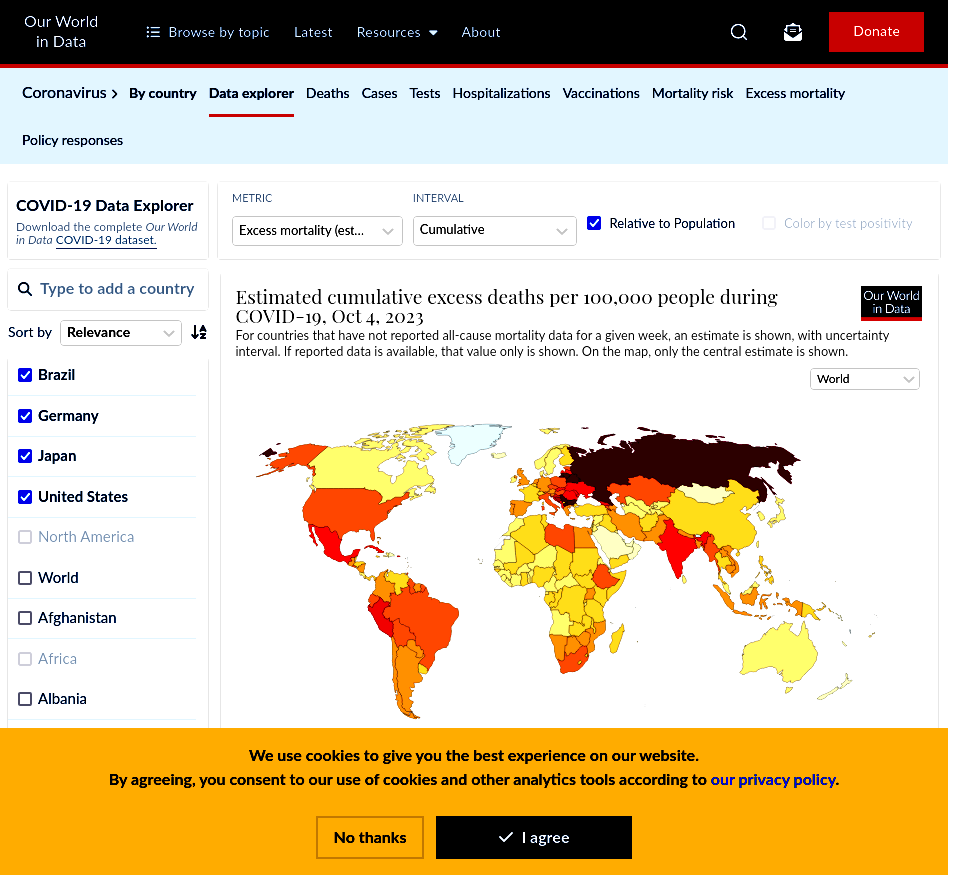 Our World
in Data
Browse by topic
Latest
Resources
About
Donate
Coronavirus
By country
Data explorer
Deaths
Cases
Tests
Hospitalizations
Vaccinations
Mortality risk
Excess mortality
Policy responses
COVID-19 Data Explorer
Download the complete Our World
in Data COVID-19 dataset.
METRIC
Excess mortality (est...
INTERVAL
Cumulative
Relative to Population
Color by test positivity
Type to add a country
Sort by
Relevance
Brazil
Germany
Japan
United States
North America
World
Afghanistan
Africa
Albania
Estimated cumulative excess deaths per 100,000 people during
COVID-19, Oct 4, 2023
Our World
in Data
For countries that have not reported all-cause mortality data for a given week, an estimate is shown, with uncertainty
interval. If reported data is available, that value only is shown. On the map, only the central estimate is shown.
World
We use cookies to give you the best experience on our website.
By agreeing, you consent to our use of cookies and other analytics tools according to our privacy policy.
No thanks
I agree